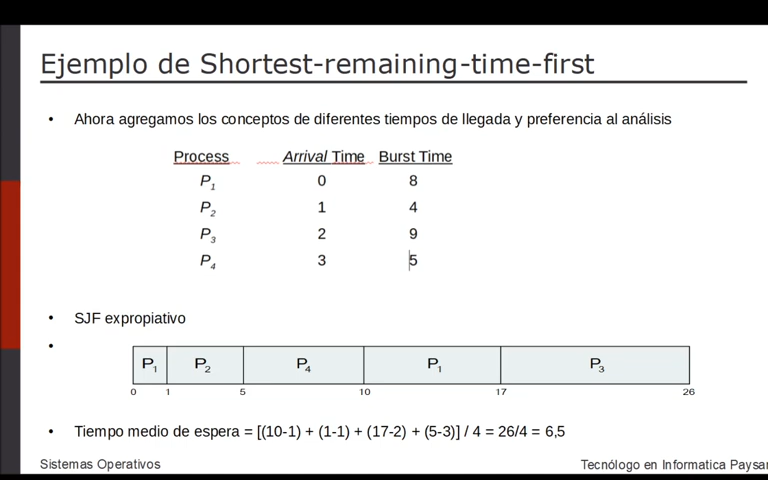 Ejemplo de Shortest-remaining-time-first
• Ahora agregamos los conceptos de diferentes tiempos de llegada y preferencia al análisis
Process Arrival Time Burst Time
P1 0 8
P2 1 4
P3 2 9
P4 3 5
• SJF expropiativo
•
P1 P2 P4 P1 P3
0 1 5 10 17 26
• Tiempo medio de espera = [(10-1) + (1-1) + (17-2) + (5-3)] / 4 = 26/4 = 6,5
Sistemas Operativos Tecnólogo en Informatica Paysan